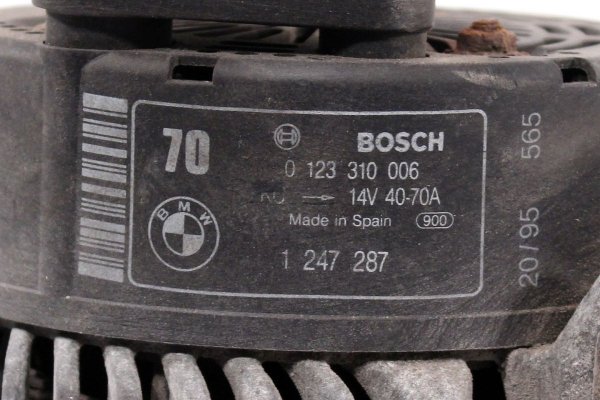 70
BOSCH
0 123 310 006
14V 40-70A
Made in Spain 900
BMW
1 247 287
20/95 565